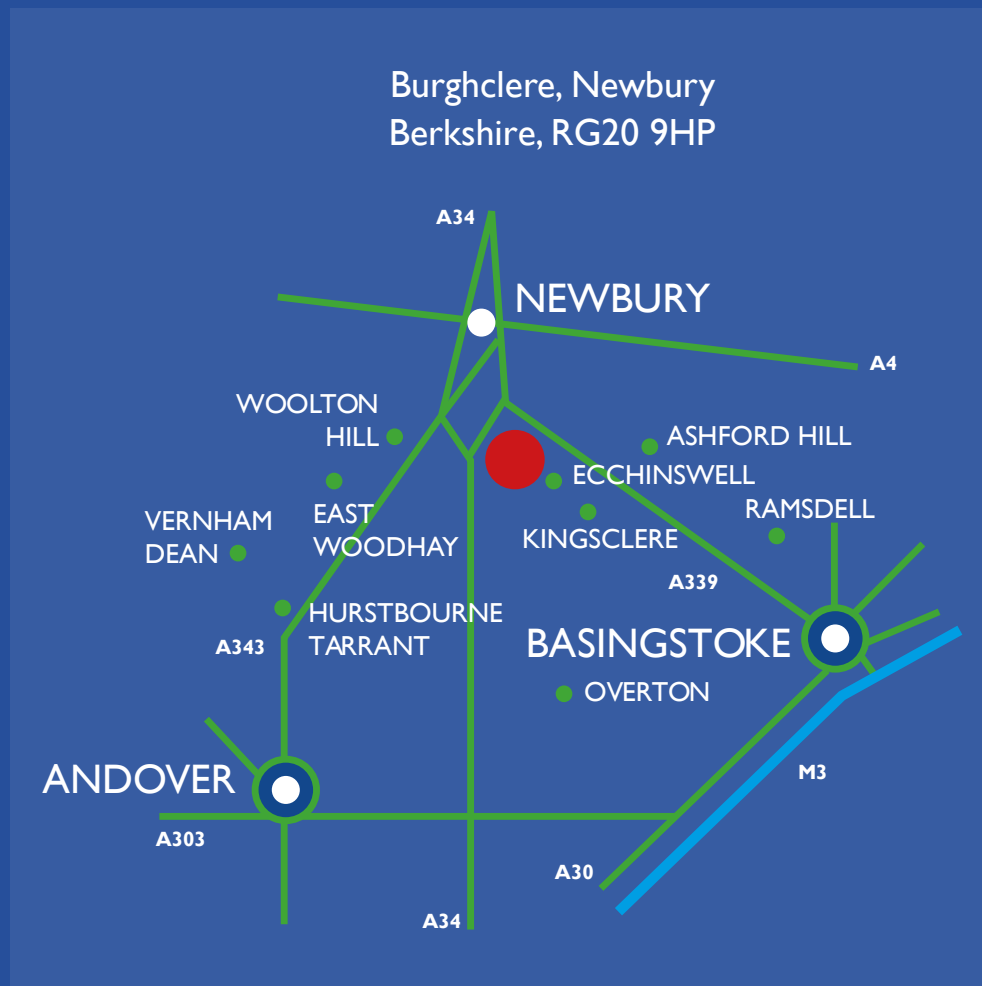 Burghclere, Newbury
Berkshire, RG20 9HP
A34
NEWBURY
A4
WOOLTON
HILL
ASHFORD HILL
ECCHINSWELL
RAMSDELL
VERNHAM
DEAN
EAST
WOODHAY
KINGSCLERE
A339
HURSTBOURNE
TARRANT
A343
BASINGSTOKE
OVERTON
ANDOVER
M3
A303
A30
A34